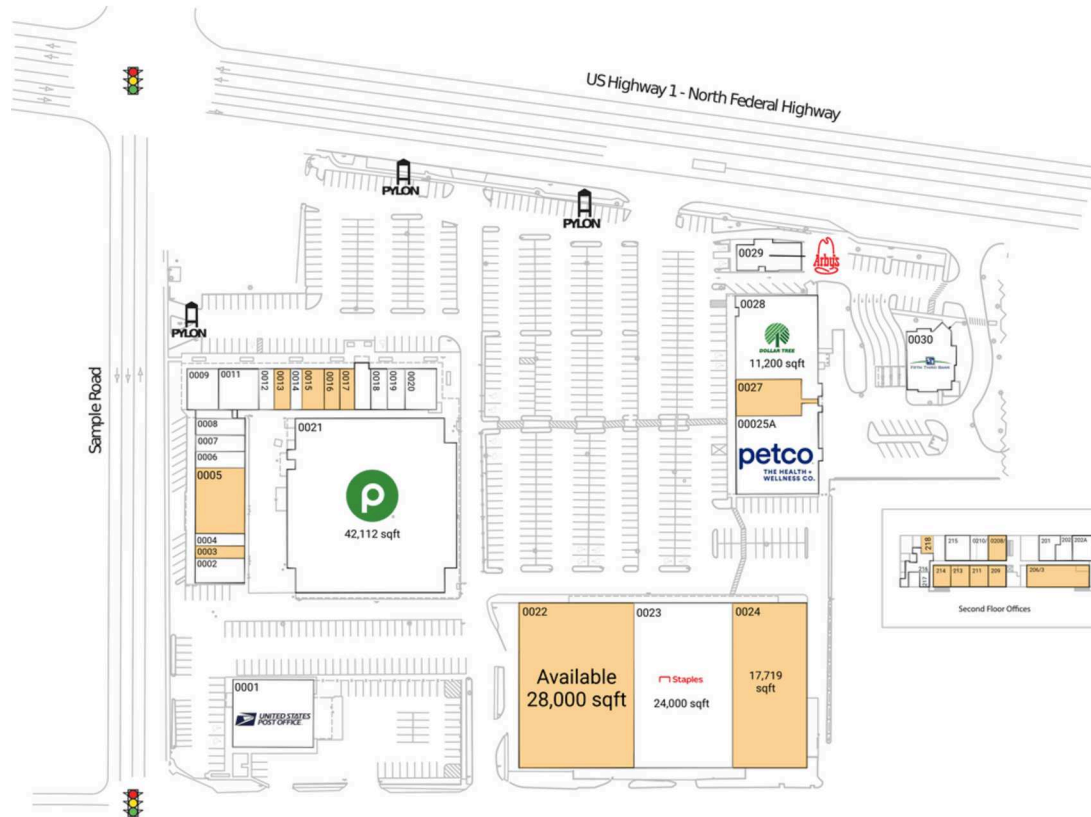 US Highway 1 - North Federal Highway
PYLON
PYLON
PYLON
Sample Road
0029
Arby's
0028
DOLLAR TREE
11,200 sqft
0030
0027
00025A
petco
THE HEALTH +
WELLNESS CO.
0009
0011
0012
0013
0014
0015
0016
0017
0018
0019
0020
0008
0007
0006
0005
0004
0003
0002
0021
p
42,112 sqft
218
215
0210/
0208/
201
202
202A
214
213
211
209
206/3
216
217
Second Floor Offices
0022
Available
28,000 sqft
0023
Staples
24,000 sqft
0024
17,719
sqft
0001
UNITED STATES
POST OFFICE